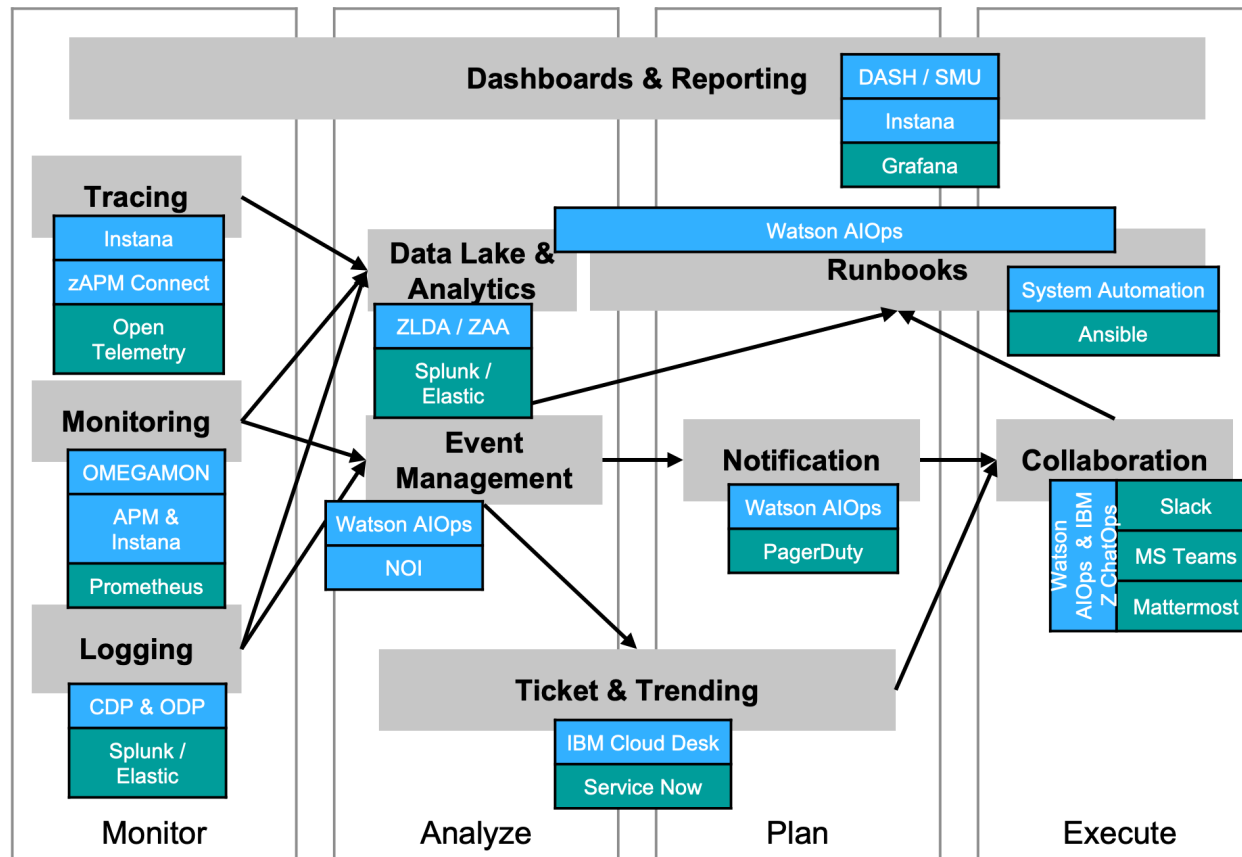 Dashboards & Reporting
DASH / SMU
Instana
Grafana
Tracing
Instana
zAPM Connect
Open
Telemetry
Watson AIOps
Data Lake &
Analytics
ZLDA / ZAA
Splunk /
Elastic
Runbooks
System Automation
Ansible
Monitoring
OMEGAMON
APM &
Instana
Prometheus
Event
Management
Watson AIOps
NOI
Notification
Watson AIOps
PagerDuty
Collaboration
Watson
AIOps & IBM
Z ChatOps
Slack
MS Teams
Mattermost
Logging
CDP & ODP
Splunk /
Elastic
Ticket & Trending
IBM Cloud Desk
Service Now
Monitor
Analyze
Plan
Execute